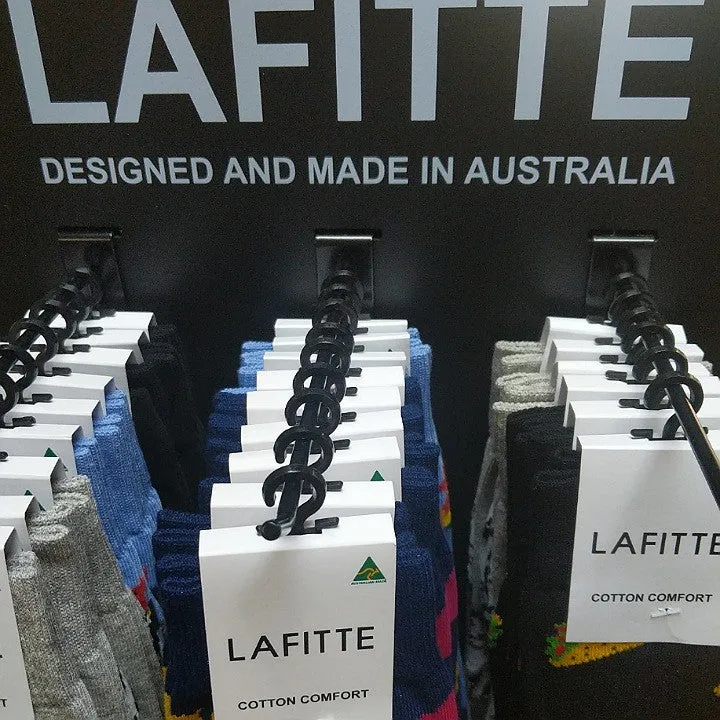 LAFITTE
DESIGNED AND MADE IN AUSTRALIA
LAFITTE
COTTON COMFORT
LAFITTE
COTTON COMFORT